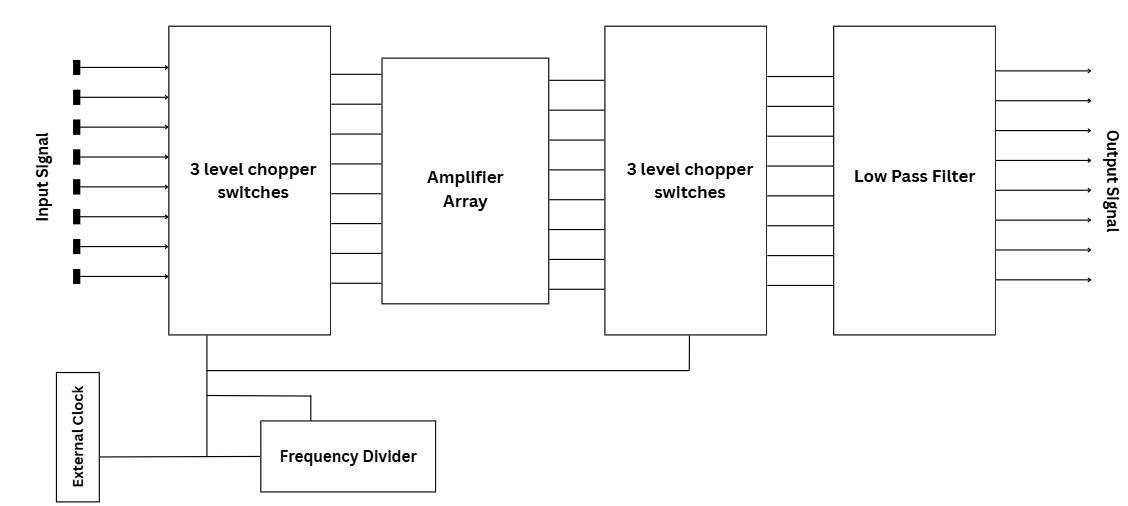 Input Signal
3 level chopper
switches
Amplifier
Array
3 level chopper
switches
Low Pass Filter
Output Signal
External Clock
Frequency Divider